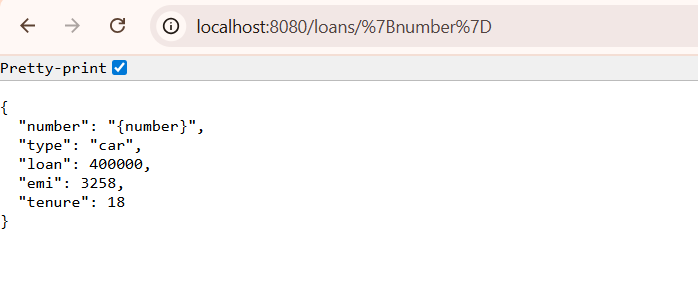 localhost:8080/loans/%7Bnumber%7D
Pretty-print
{
  "number": "{number}",
  "type": "car",
  "loan": 400000,
  "emi": 3258,
  "tenure": 18
}